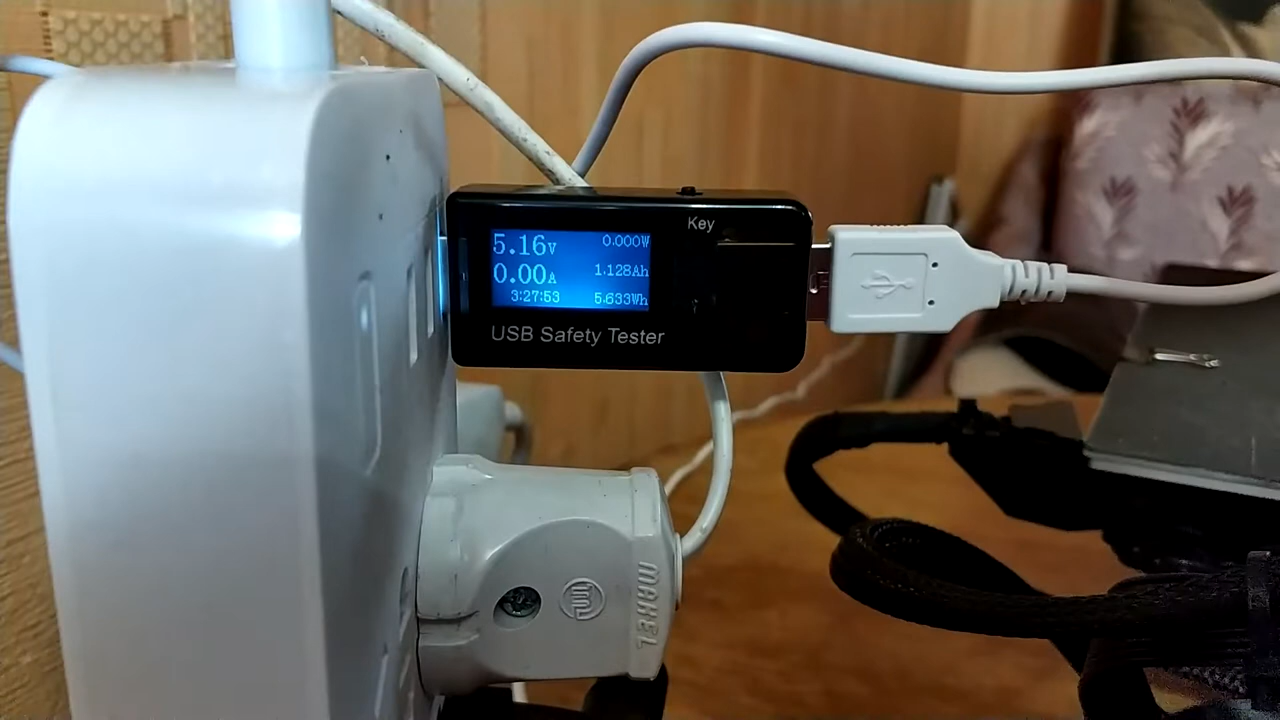 Key
5.16V 0.000W
0.00A 1.128Ah
3:27:53 5.633Wh
USB Safety Tester
MAKEL